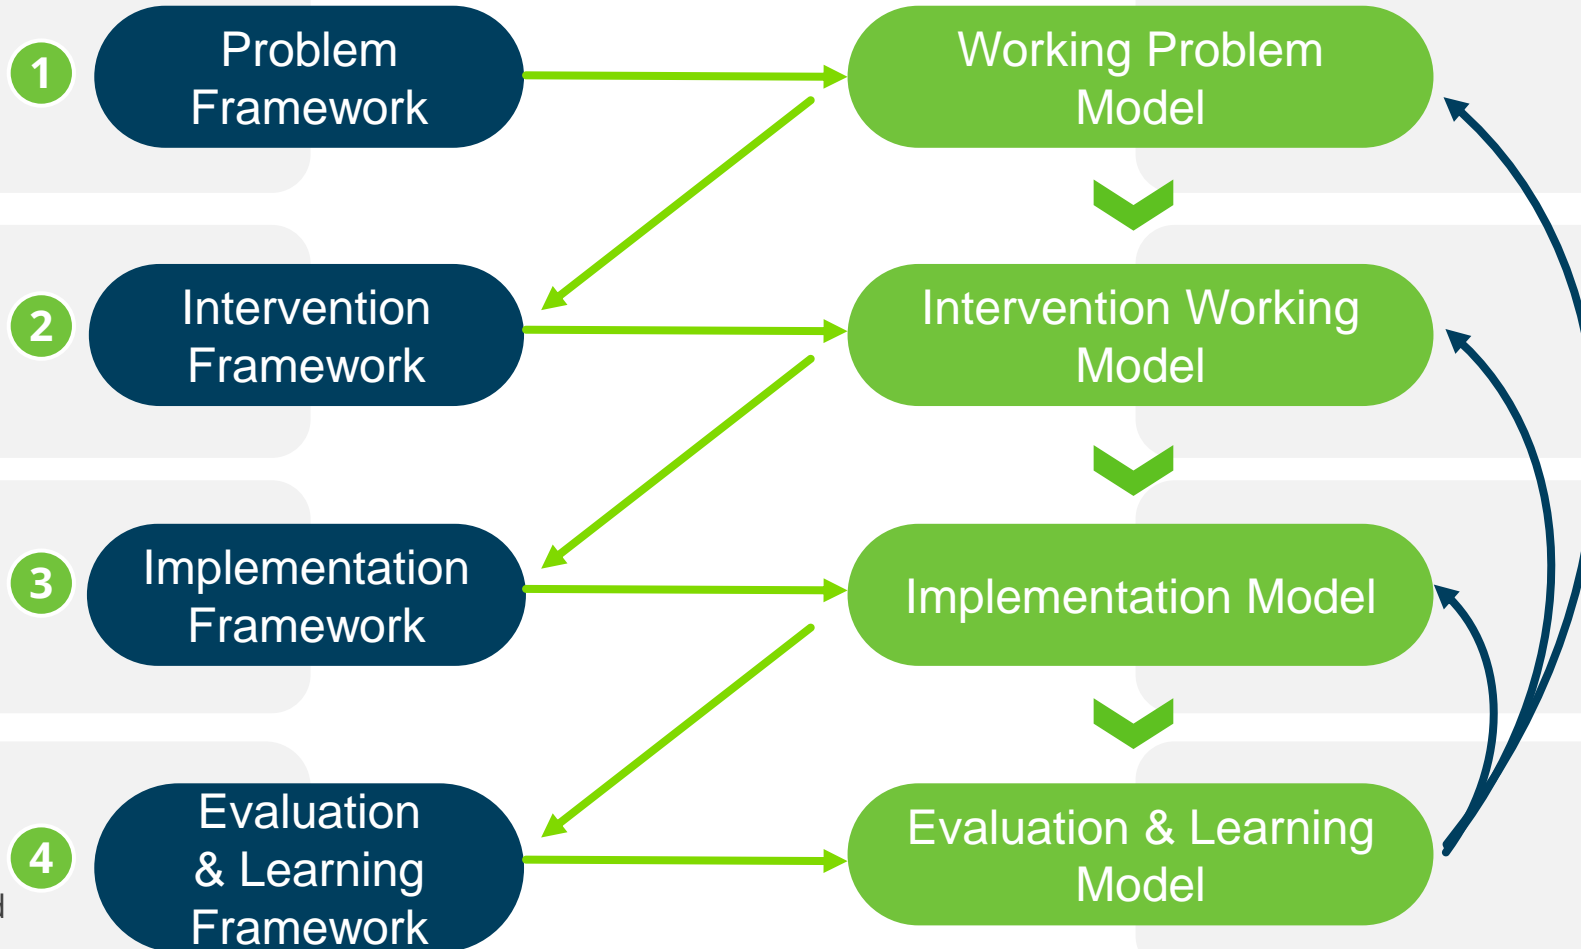 1
Problem
Framework
Working Problem
Model
2
Intervention
Framework
Intervention Working
Model
3
Implementation
Framework
Implementation Model
4
Evaluation
& Learning
Framework
Evaluation & Learning
Model